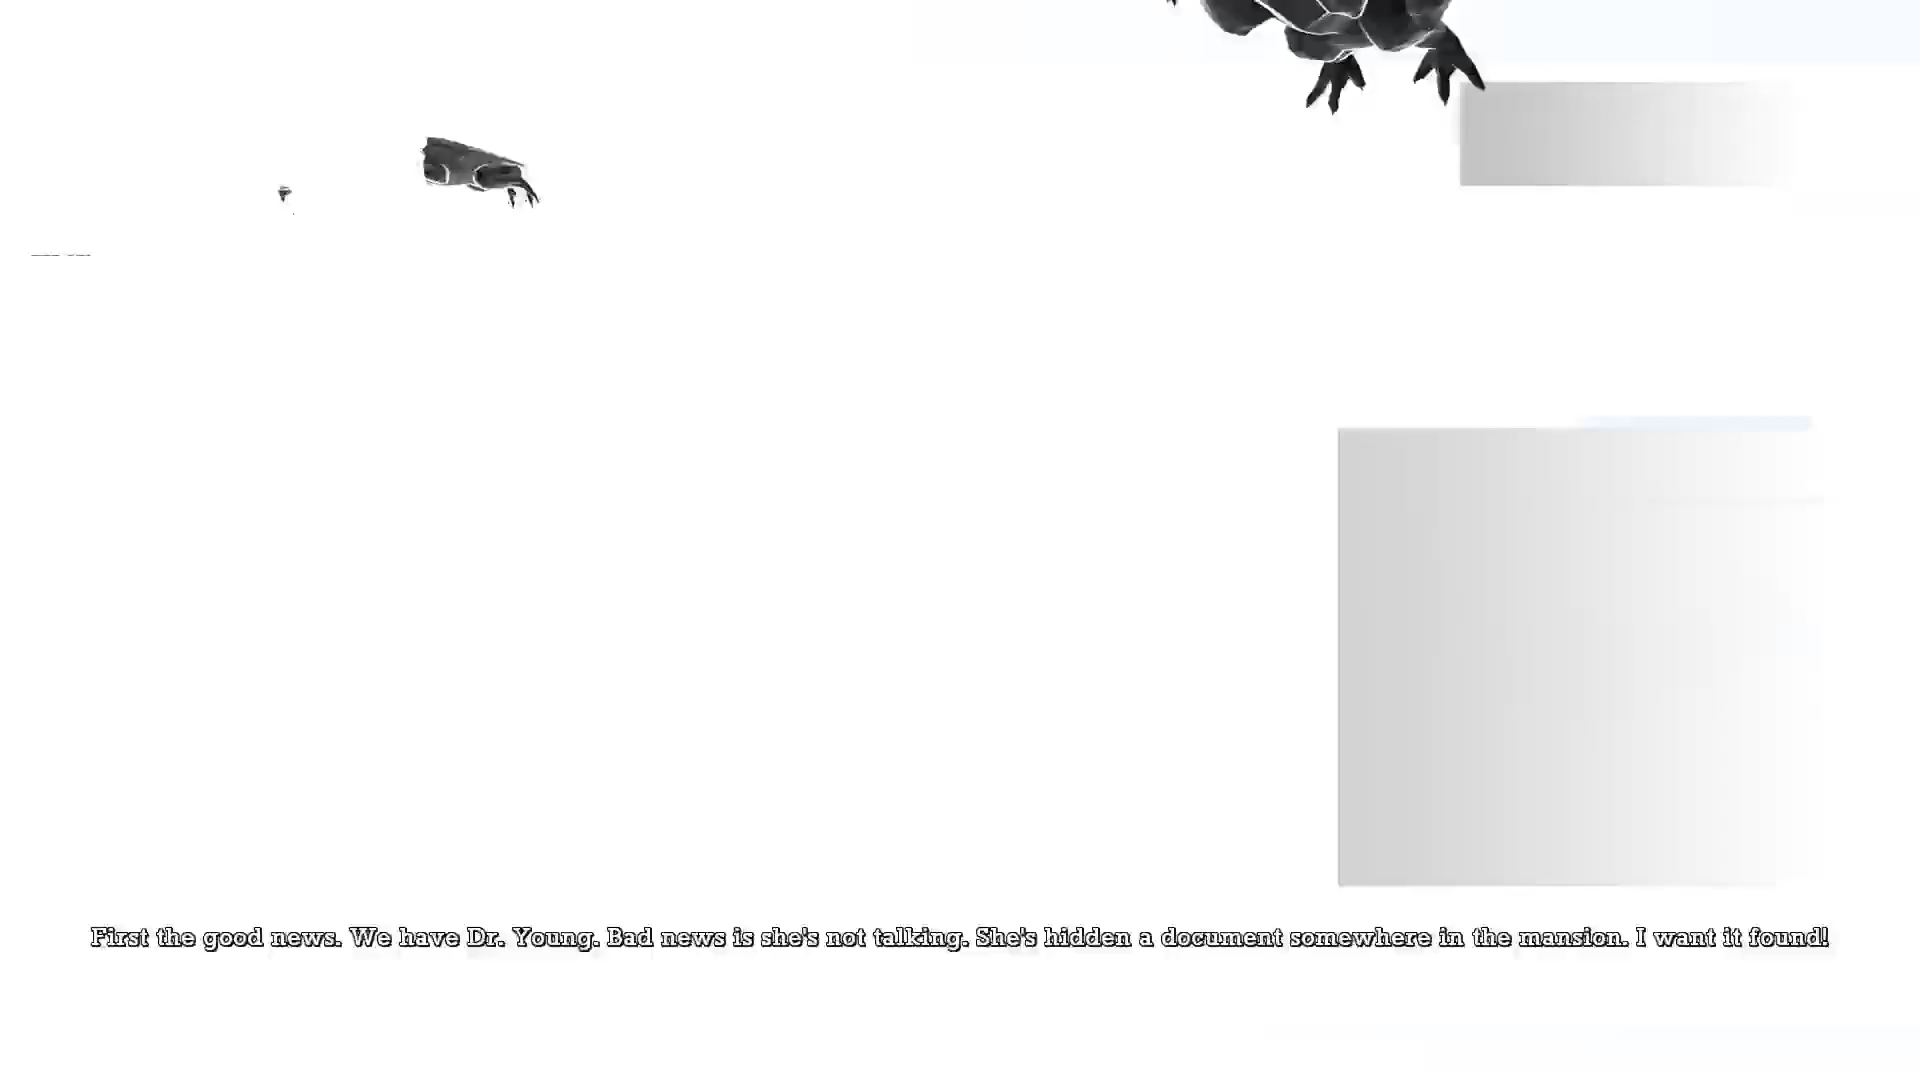 First the good news. We have Dr. Young. Bad news is she's not talking. She's hidden a document somewhere in the mansion. I want it found!